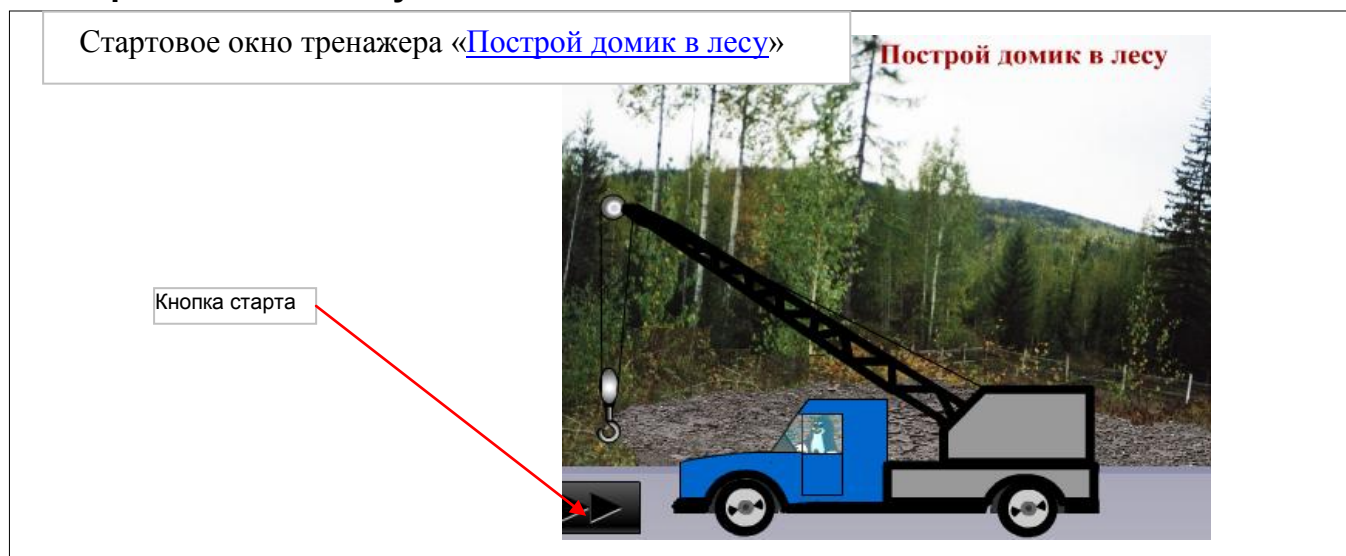 Стартовое окно тренажера «Построй домик в лесу»
Построй домик в лесу
Кнопка старта